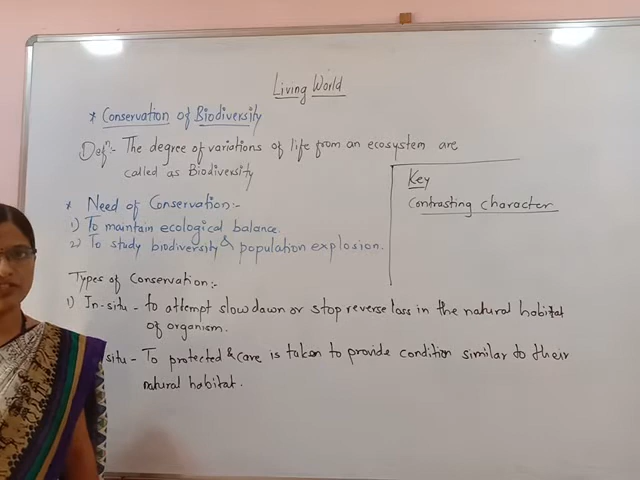 Living World
* Conservation of Biodiversity
Defn:- The degree of variations of life from an ecosystem are
called as Biodiversity
Key
Contrasting character
* Need of Conservation:-
1) To maintain ecological balance.
2) To study biodiversity & population explosion.
Types of Conservation:-
1) In-situ - to attempt slow dawn or stop reverse loss in the natural habitat
of organism.
situ - To protected & care is taken to provide condition similar to their
natural habitat.